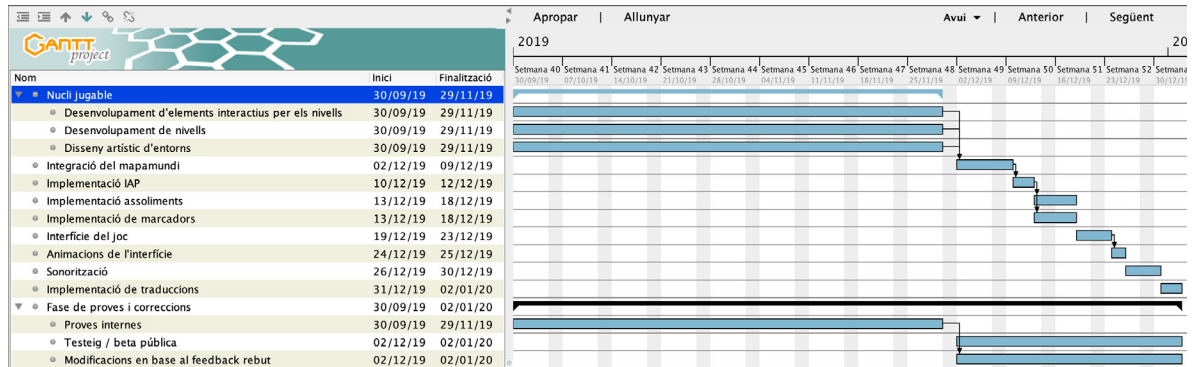 Apropar | Allunyar Avui | Anterior | Següent
GANTT project
2019 20
Nom Inici Finalització
Setmana 40 Setmana 41 Setmana 42 Setmana 43 Setmana 44 Setmana 45 Setmana 46 Setmana 47 Setmana 48 Setmana 49 Setmana 50 Setmana 51 Setmana 52 Setmana
30/09/19 07/10/19 14/10/19 21/10/19 28/10/19 04/11/19 11/11/19 18/11/19 25/11/19 02/12/19 09/12/19 16/12/19 23/12/19 30/12/19
Nucli jugable 30/09/19 29/11/19
Desenvolupament d'elements interactius per els nivells 30/09/19 29/11/19
Desenvolupament de nivells 30/09/19 29/11/19
Disseny artístic d'entorns 30/09/19 29/11/19
Integració del mapamundi 02/12/19 09/12/19
Implementació IAP 10/12/19 12/12/19
Implementació assoliments 13/12/19 18/12/19
Implementació de marcadors 13/12/19 18/12/19
Interfície del joc 19/12/19 23/12/19
Animacions de l'interfície 24/12/19 25/12/19
Sonorització 26/12/19 30/12/19
Implementació de traduccions 31/12/19 02/01/20
Fase de proves i correccions 30/09/19 02/01/20
Proves internes 30/09/19 29/11/19
Testeig / beta pública 02/12/19 02/01/20
Modificacions en base al feedback rebut 02/12/19 02/01/20